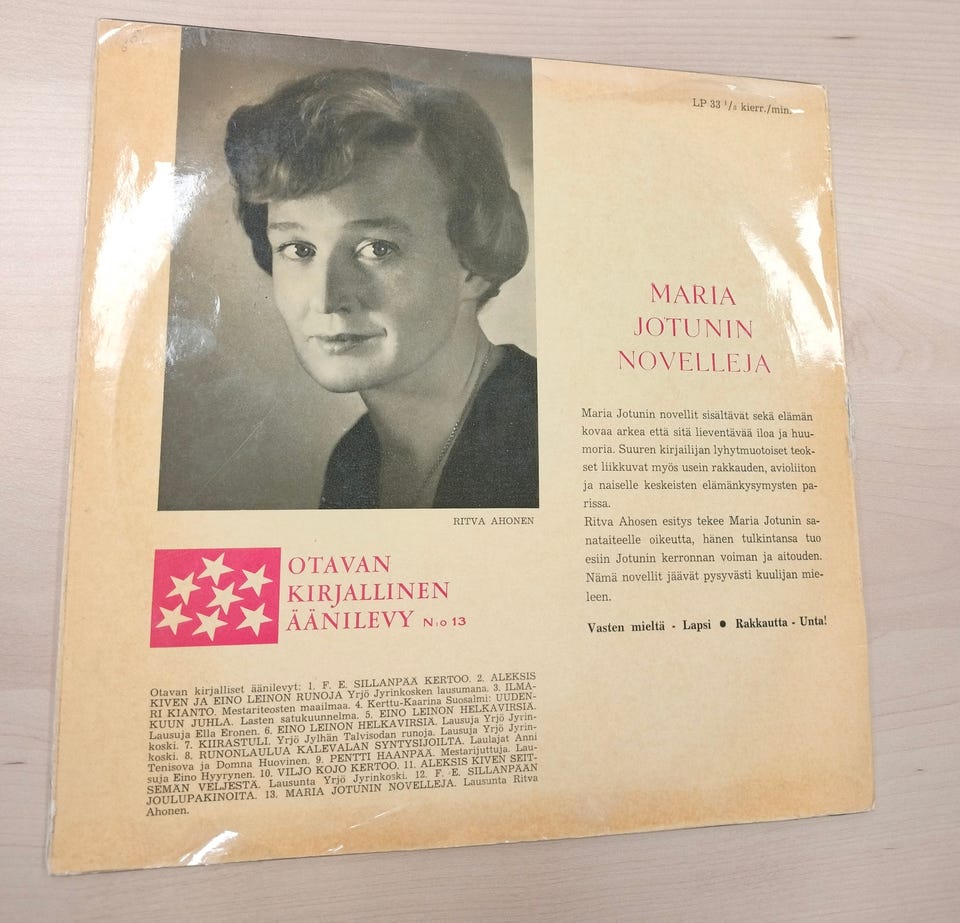 LP 33 1/3 kierr./min.
MARIA
JOTUNIN
NOVELLEJA
Maria Jotunin novellit sisältävät sekä elämän
kovaa arkea että sitä lieventävää iloa ja huu-
moria. Suuren kirjailijan lyhytmuotoiset teok-
set liikkuvat myös usein rakkauden, avioliiton
ja naiselle keskeisten elämänkysymysten pa-
rissa.
Ritva Ahosen esitys tekee Maria Jotunin sa-
nataiteelle oikeutta, hänen tulkintansa tuo
esiin Jotunin kerronnan voiman ja aitouden.
Nämä novellit jäävät pysyvästi kuulijan mie-
leen.
Vasten mieltä - Lapsi ● Rakkautta - Unta!
RITVA AHONEN
OTAVAN
KIRJALLINEN
ÄÄNILEVY N:o 13
Otavan kirjalliset äänilevyt: 1. F. E. SILLANPÄÄ KERTOO. 2. ALEKSIS
KIVEN JA EINO LEINON RUNOJA Yrjö Jyrinkosken lausumana. 3. ILMA-
RI KIANTO. Mestariteosten maailmaa. 4. Kerttu-Kaarina Suosalmi: UUDEN-
KUUN JUHLA. Lasten satukuunnelma. 5. EINO LEINON HELKAVIRSIÄ.
Lausuja Ella Eronen. 6. EINO LEINON HELKAVIRSIÄ. Lausuja Yrjö Jyrin-
koski. 7. KIIRASTULI. Yrjö Jylhän Talvisodan runoja. Lausuja Yrjö Jyrin-
koski. 8. RUNONLAULUA KALEVALAN SYNTYSIJOILTA. Laulajat Anni
Tenisova ja Domna Huovinen. 9. PENTTI HAANPÄÄ. Mestarijuttuja. Lau-
suja Eino Hyyrynen. 10. VILJO KOJO KERTOO. 11. ALEKSIS KIVEN SEIT-
SEMÄN VELJESTÄ. Lausunta Yrjö Jyrinkoski. 12. F. E. SILLANPÄÄN
JOULUPAKINOITA. 13. MARIA JOTUNIN NOVELLEJA. Lausunta Ritva
Ahonen.